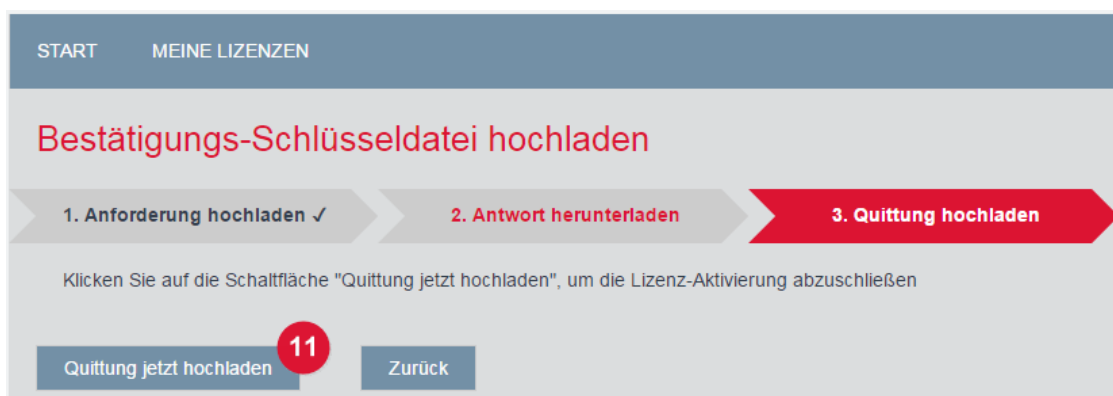 START MEINE LIZENZEN
Bestätigungs-Schlüsseldatei hochladen
1. Anforderung hochladen ✓ 2. Antwort herunterladen 3. Quittung hochladen
Klicken Sie auf die Schaltfläche "Quittung jetzt hochladen", um die Lizenz-Aktivierung abzuschließen
11
Quittung jetzt hochladen Zurück